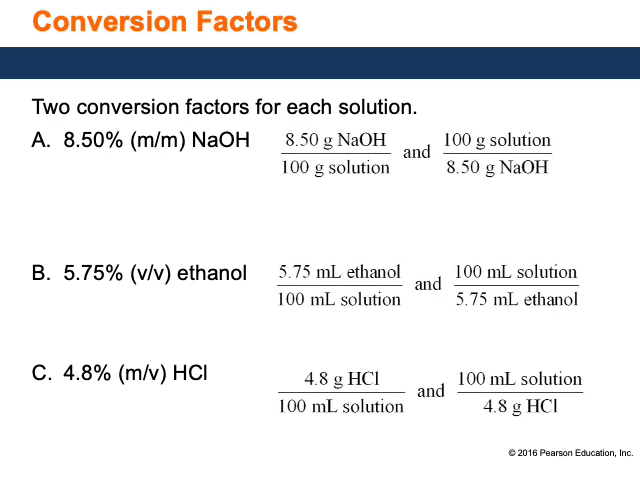 Conversion Factors
Two conversion factors for each solution.
A. 8.50% (m/m) NaOH 8.50 g NaOH / 100 g solution and 100 g solution / 8.50 g NaOH
B. 5.75% (v/v) ethanol 5.75 mL ethanol / 100 mL solution and 100 mL solution / 5.75 mL ethanol
C. 4.8% (m/v) HCl 4.8 g HCl / 100 mL solution and 100 mL solution / 4.8 g HCl
© 2016 Pearson Education, Inc.